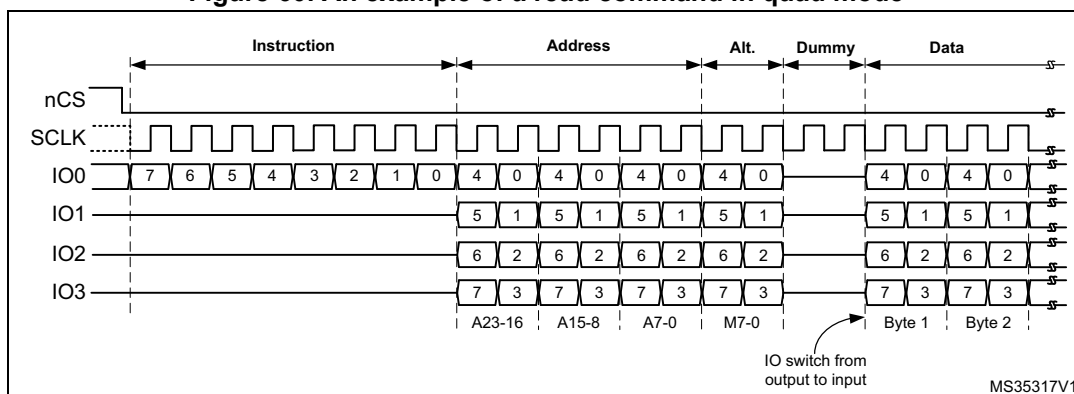 An example of a read command in quad mode
Instruction Address Alt. Dummy Data
nCS
SCLK
IO0 7 6 5 4 3 2 1 0 4 0 4 0 4 0 4 0 4 0 4 0
IO1 5 1 5 1 5 1 5 1 5 1 5 1
IO2 6 2 6 2 6 2 6 2 6 2 6 2
IO3 7 3 7 3 7 3 7 3 7 3 7 3
A23-16 A15-8 A7-0 M7-0 Byte 1 Byte 2
IO switch from
output to input
MS35317V1